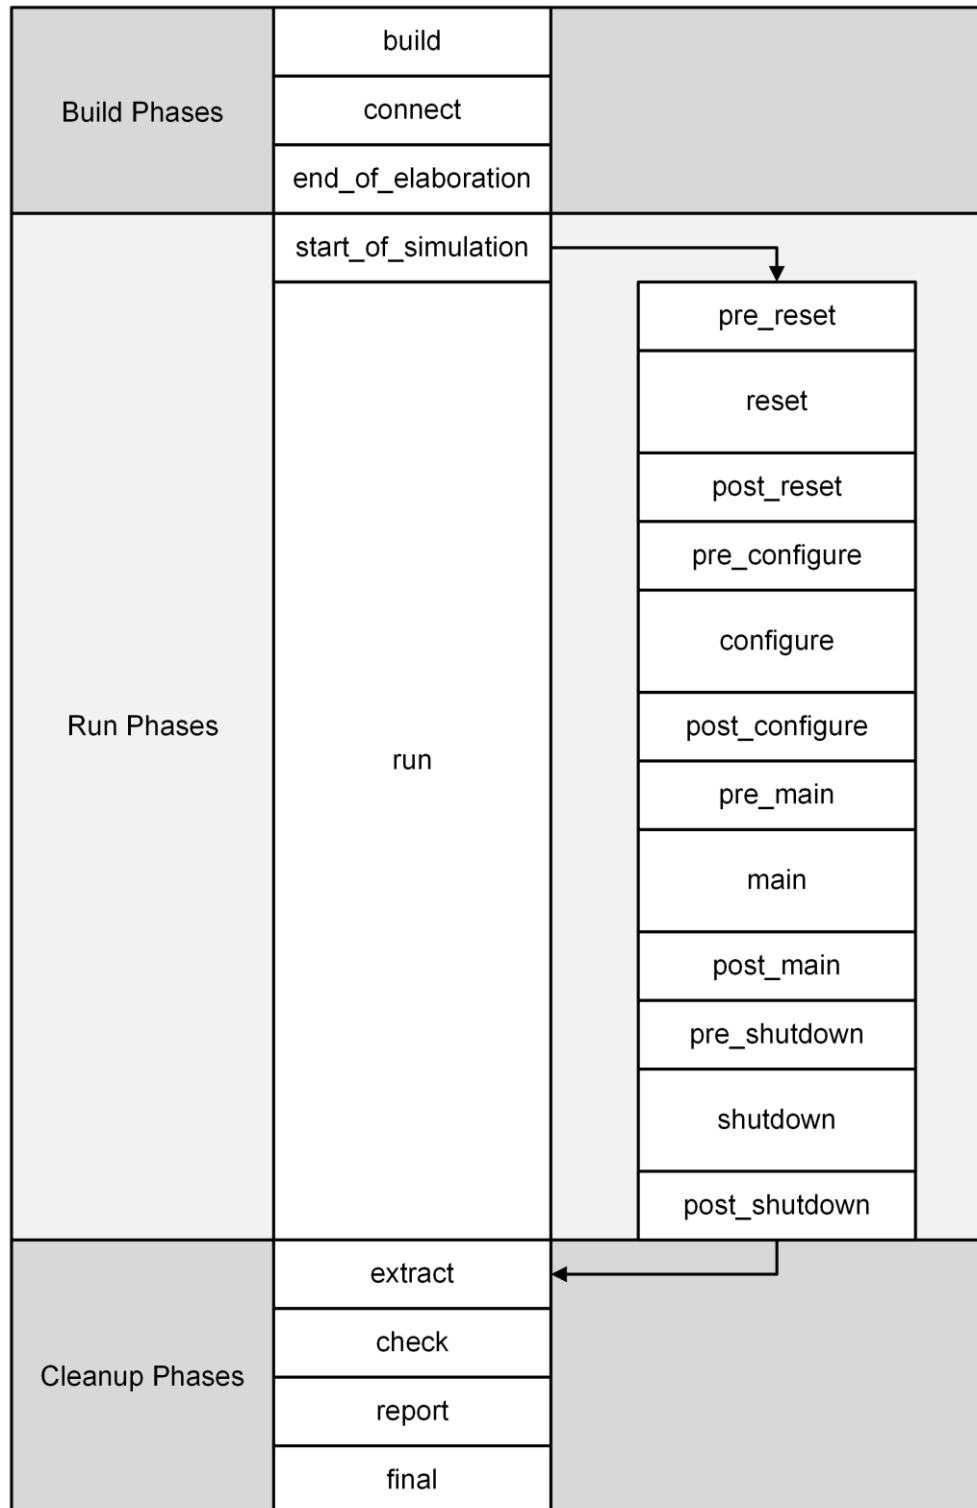 Build Phases
build
connect
end_of_elaboration
Run Phases
start_of_simulation
run
pre_reset
reset
post_reset
pre_configure
configure
post_configure
pre_main
main
post_main
pre_shutdown
shutdown
post_shutdown
Cleanup Phases
extract
check
report
final